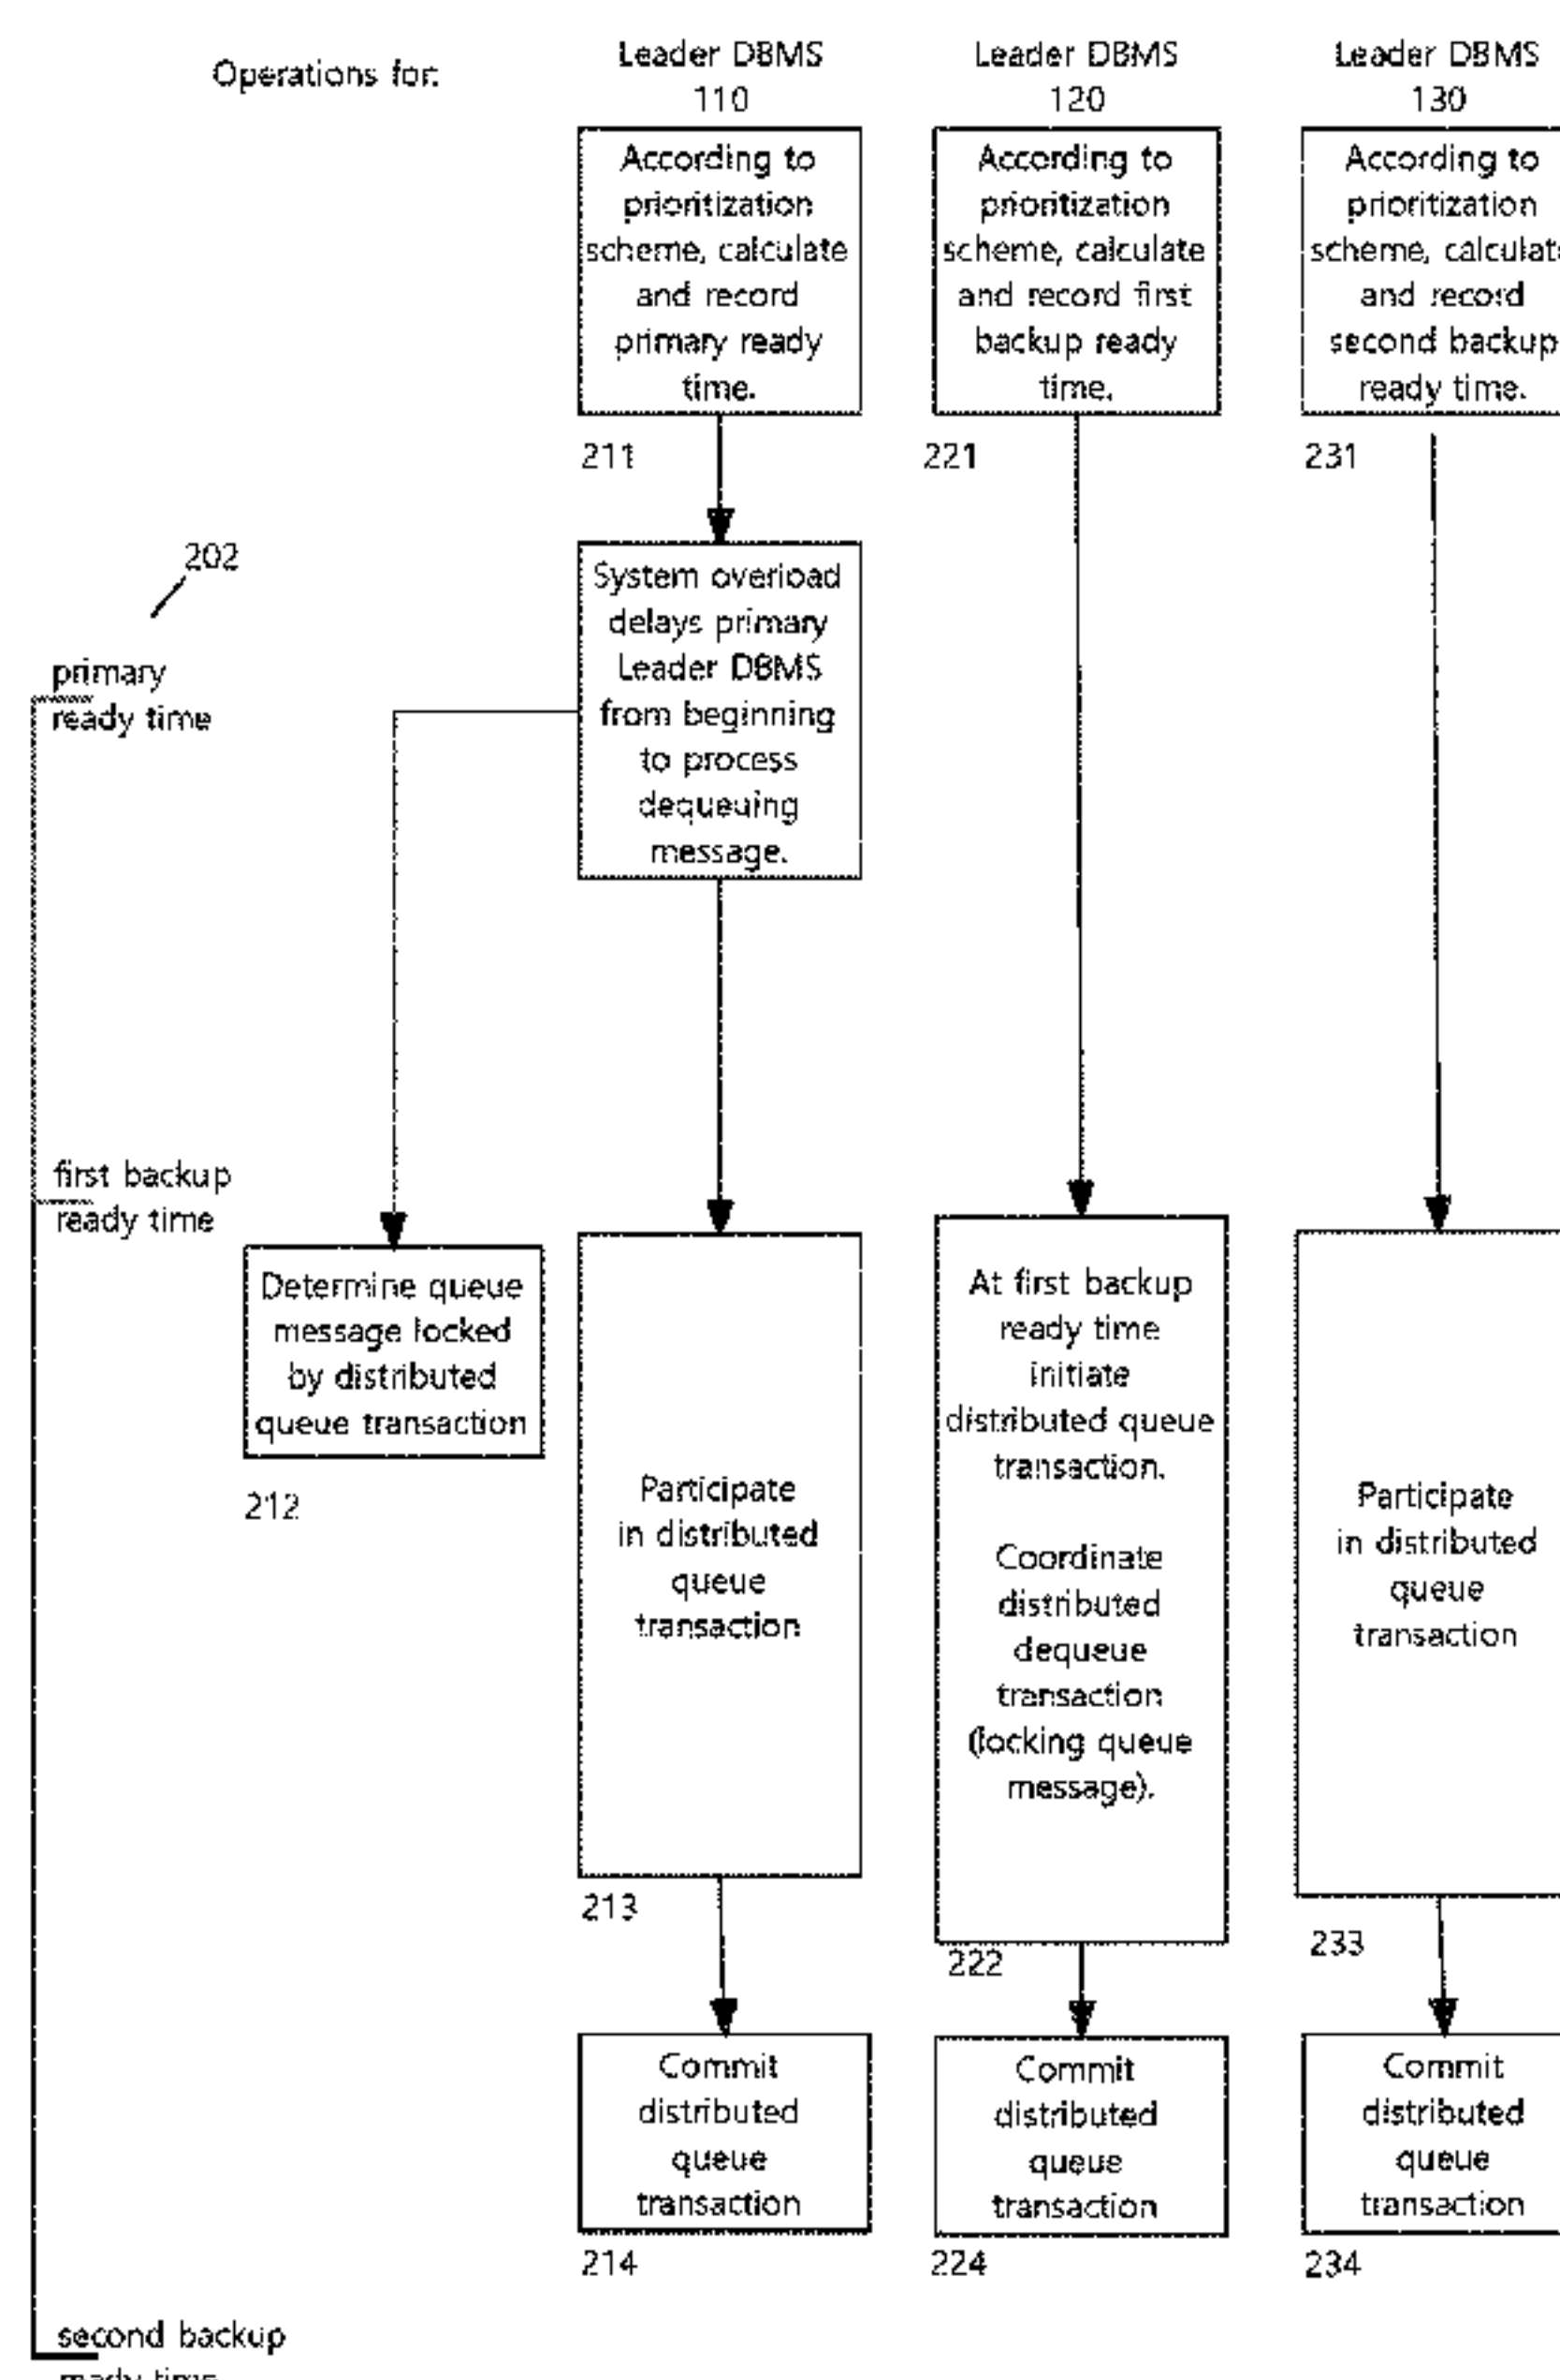 Operations for:
Leader DBMS
110
Leader DBMS
120
Leader DBMS
130
According to
prioritization
scheme, calculate
and record
primary ready
time.
211
According to
prioritization
scheme, calculate
and record first
backup ready
time.
221
According to
prioritization
scheme, calculat
and record
second backup
ready time.
231
202
primary
ready time
System overload
delays primary
Leader DBMS
from beginning
to process
dequeuing
message.
first backup
ready time
Determine queue
message locked
by distributed
queue transaction
212
Participate
in distributed
queue
transaction
213
At first backup
ready time
initiate
distributed queue
transaction.
Coordinate
distributed
dequeue
transaction
(locking queue
message).
222
Participate
in distributed
queue
transaction
233
Commit
distributed
queue
transaction
214
Commit
distributed
queue
transaction
224
Commit
distributed
queue
transaction
234
second backup
ready time